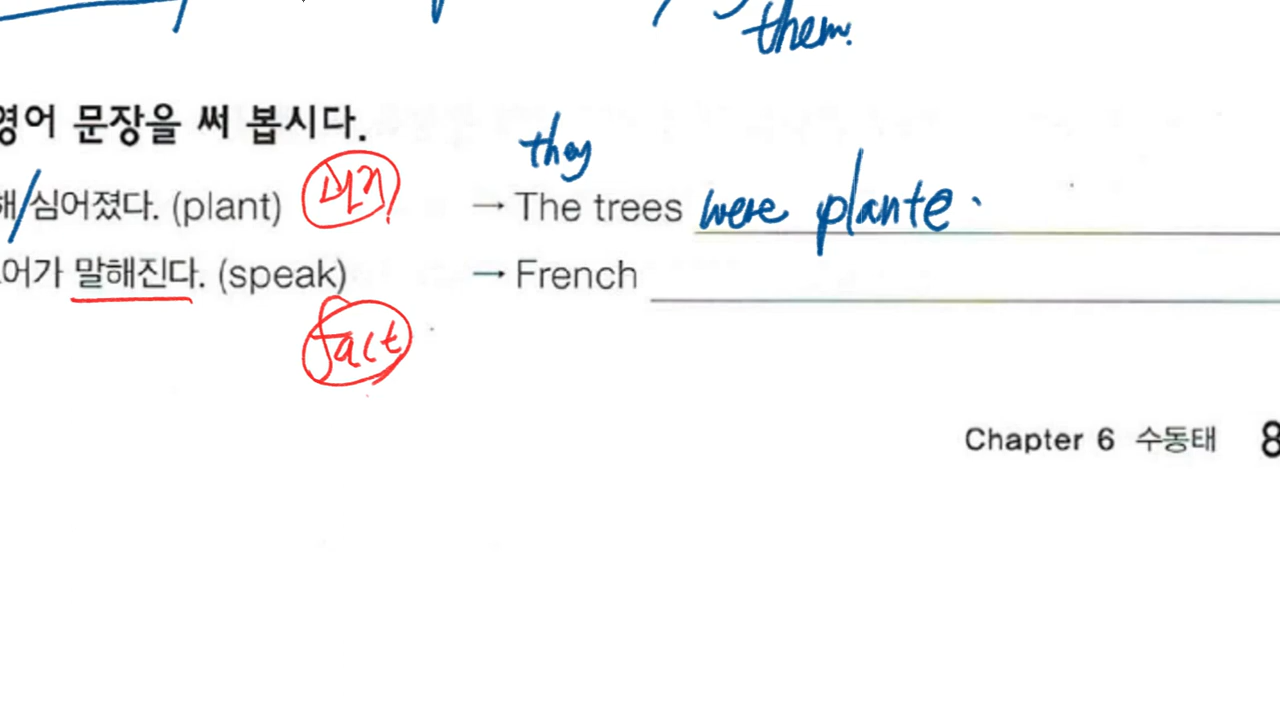 them.
영어 문장을 써 봅시다.
they
해/심어졌다. (plant) 과거 → The trees were plante.
어가 말해진다. (speak) → French
fact
Chapter 6 수동태 8